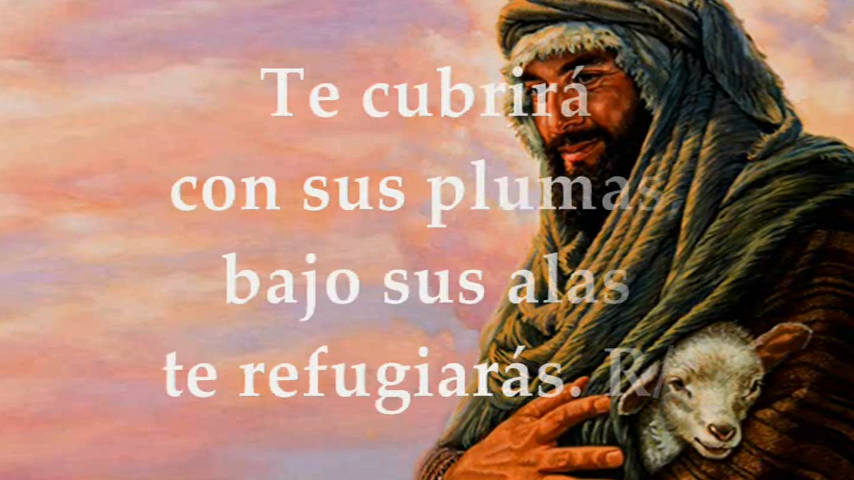 Te cubrirá
con sus plumas,
bajo sus alas
te refugiarás. R/